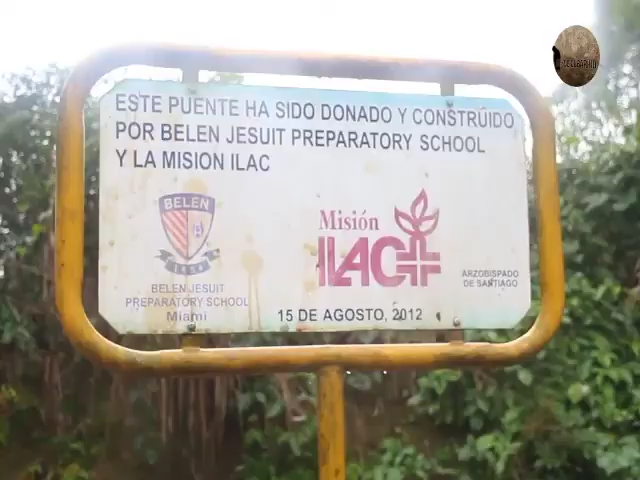 ESTE PUENTE HA SIDO DONADO Y CONSTRUIDO
POR BELEN JESUIT PREPARATORY SCHOOL
Y LA MISION ILAC
BELEN
BELEN JESUIT
PREPARATORY SCHOOL
Miami
Misión
ILAC
ARZOBISPADO
DE SANTIAGO
15 DE AGOSTO, 2012